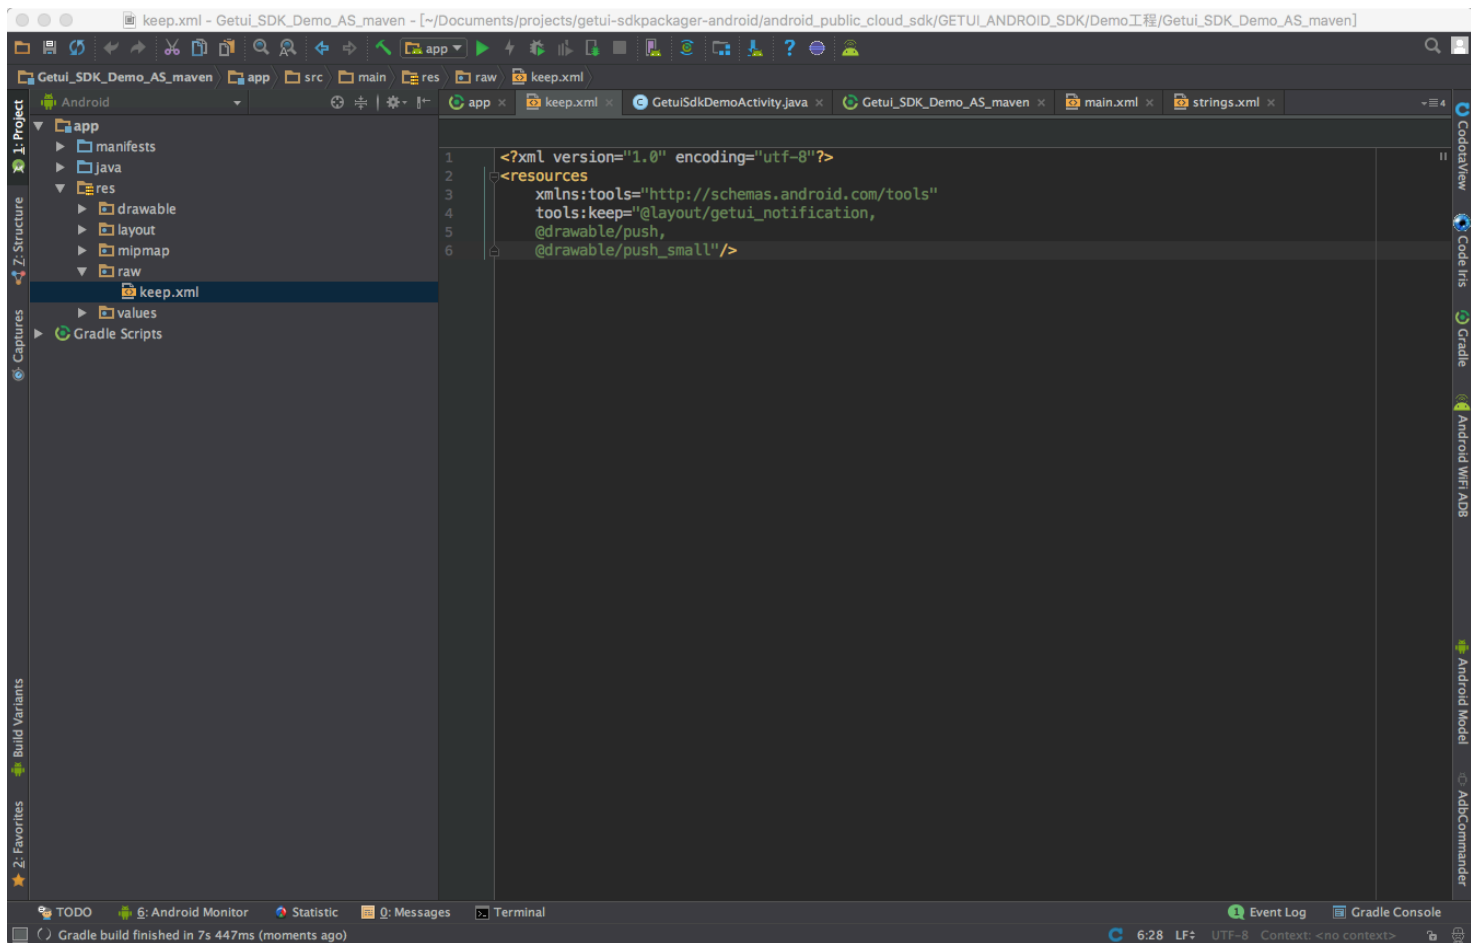 keep.xml - Getui_SDK_Demo_AS_maven - [~/Documents/projects/getui-sdkpackager-android/android_public_cloud_sdk/GETUI_ANDROID_SDK/Demo工程/Getui_SDK_Demo_AS_maven]
app
Getui_SDK_Demo_AS_maven app src main res raw keep.xml
Android
app keep.xml GetuiSdkDemoActivity.java Getui_SDK_Demo_AS_maven main.xml strings.xml 4
1: Project
Z: Structure
Captures
Build Variants
2: Favorites
app
manifests
java
res
drawable
layout
mipmap
raw
keep.xml
values
Gradle Scripts
1 <?xml version="1.0" encoding="utf-8"?>
2 <resources
3 xmlns:tools="http://schemas.android.com/tools"
4 tools:keep="@layout/getui_notification,
5 @drawable/push,
6 @drawable/push_small"/>
CodotaView
Code Iris
Gradle
Android WiFi ADB
Android Model
AdbCommander
TODO 6: Android Monitor Statistic 0: Messages Terminal 1 Event Log Gradle Console
Gradle build finished in 7s 447ms (moments ago) 6:28 LF UTF-8 Context: <no context>